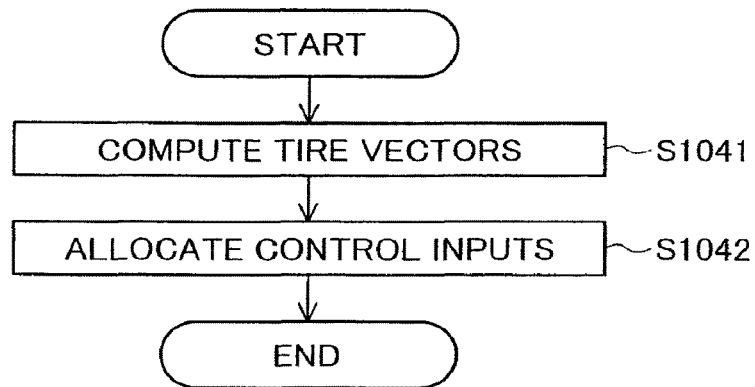 START
COMPUTE TIRE VECTORS S1041
ALLOCATE CONTROL INPUTS S1042
END